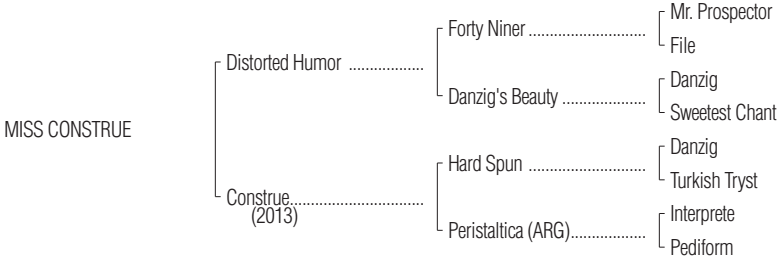 Mr. Prospector
Forty Niner ............................
File
Distorted Humor ..................
Danzig
Danzig's Beauty ....................
Sweetest Chant
MISS CONSTRUE
Danzig
Hard Spun ............................
Turkish Tryst
Construe................................
(2013)
Interprete
Peristaltica (ARG)..................
Pediform